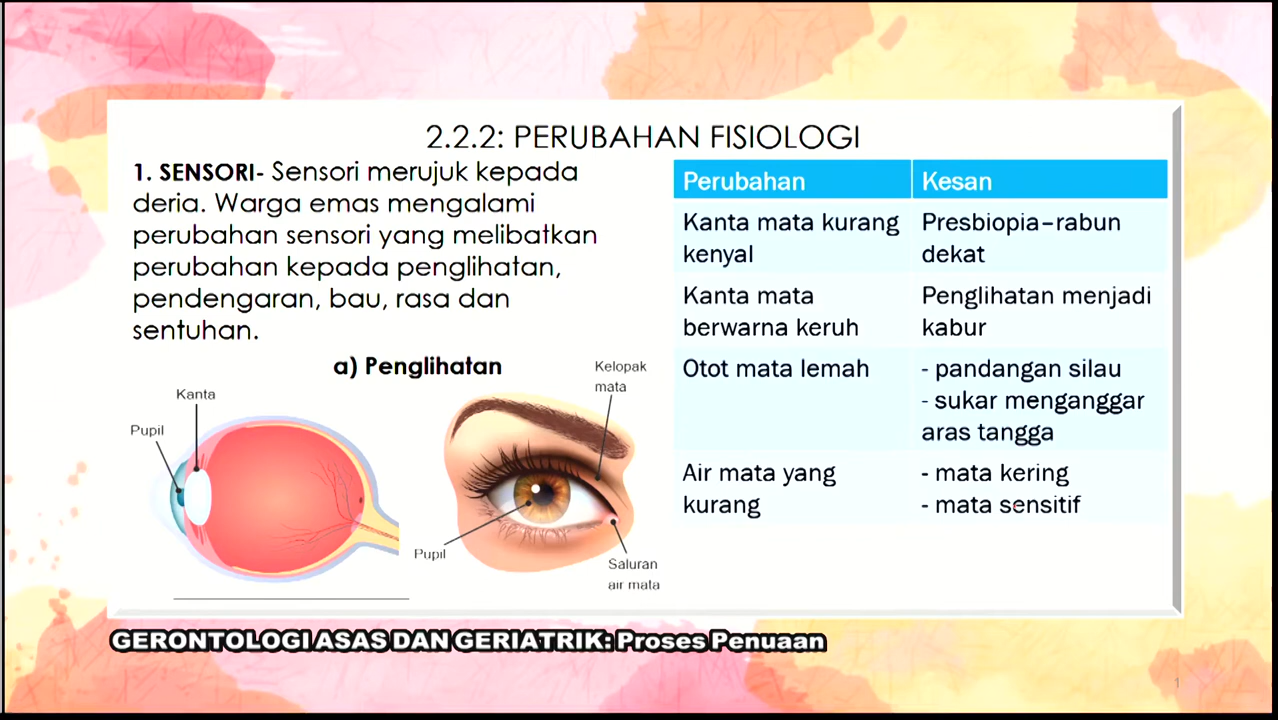 2.2.2: PERUBAHAN FISIOLOGI
1. SENSORI- Sensori merujuk kepada
deria. Warga emas mengalami
perubahan sensori yang melibatkan
perubahan kepada penglihatan,
pendengaran, bau, rasa dan
sentuhan.
a) Penglihatan
Kanta
Pupil
Kelopak
mata
Pupil
Saluran
air mata
Perubahan Kesan
Kanta mata kurang Presbiopia–rabun
kenyal dekat
Kanta mata Penglihatan menjadi
berwarna keruh kabur
Otot mata lemah - pandangan silau
- sukar menganggar
aras tangga
Air mata yang - mata kering
kurang - mata sensitif
GERONTOLOGI ASAS DAN GERIATRIK: Proses Penuaan
1